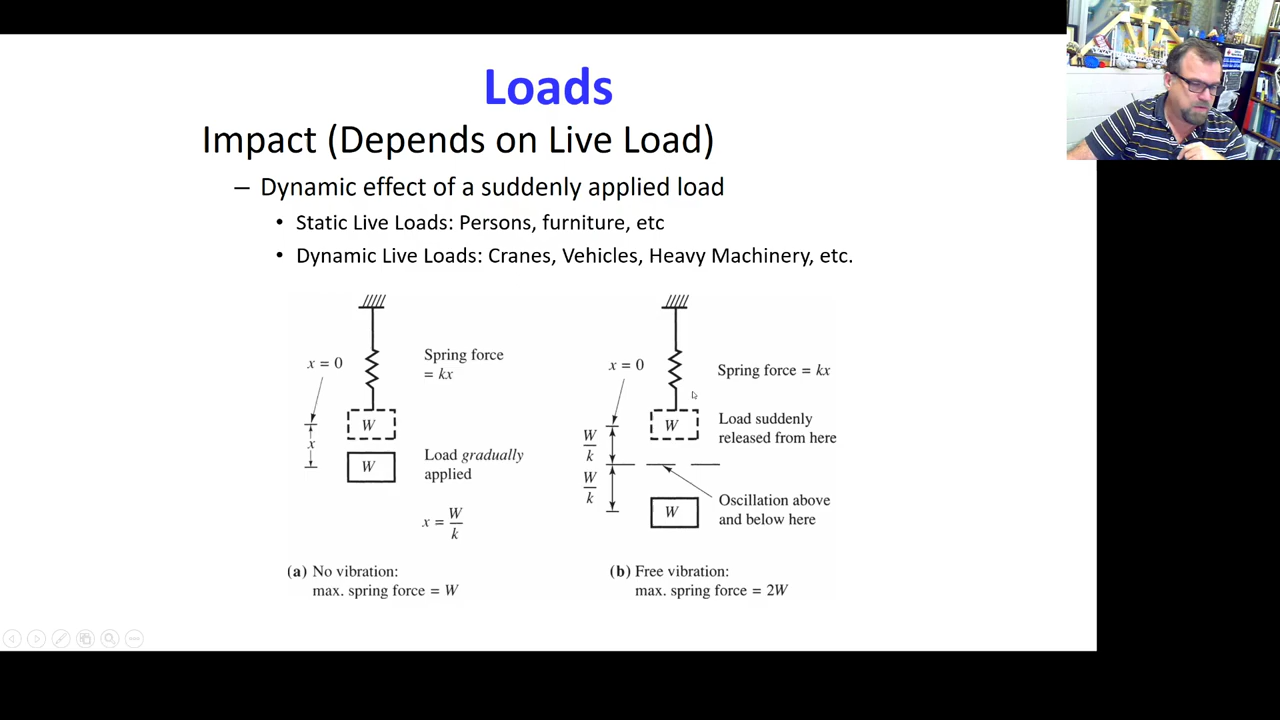 Loads
Impact (Depends on Live Load)
– Dynamic effect of a suddenly applied load
• Static Live Loads: Persons, furniture, etc
• Dynamic Live Loads: Cranes, Vehicles, Heavy Machinery, etc.
x = 0
Spring force
= kx
W
x
W
Load gradually
applied
x = W/k
(a) No vibration:
max. spring force = W
x = 0
Spring force = kx
W
Load suddenly
released from here
W/k
W/k
Oscillation above
and below here
W
(b) Free vibration:
max. spring force = 2W